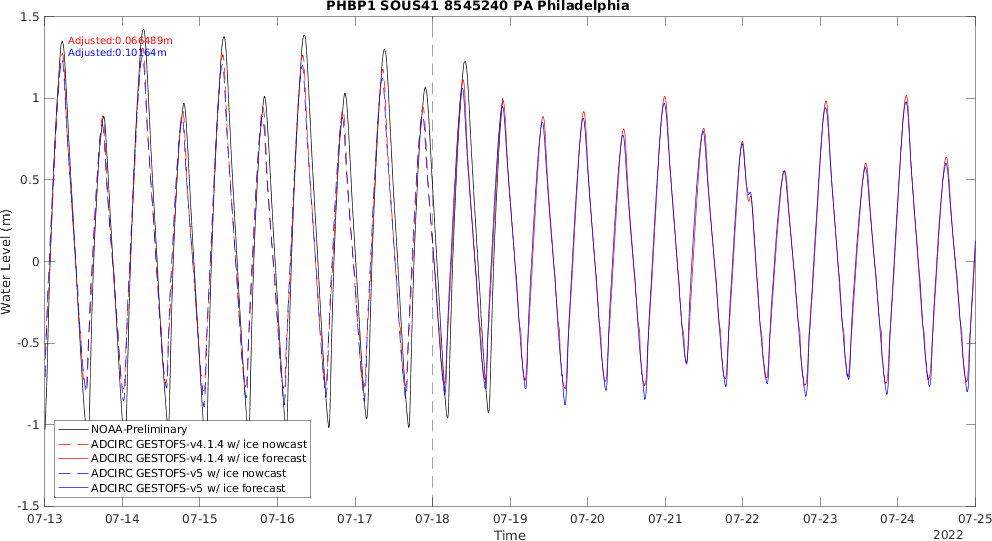 PHBP1 SOUS41 8545240 PA Philadelphia
Adjusted:0.066489m
Adjusted:0.10164m
Water Level (m)
1.5
1
0.5
0
-0.5
-1
-1.5
NOAA-Preliminary
ADCIRC GESTOFS-v4.1.4 w/ ice nowcast
ADCIRC GESTOFS-v4.1.4 w/ ice forecast
ADCIRC GESTOFS-v5 w/ ice nowcast
ADCIRC GESTOFS-v5 w/ ice forecast
07-13 07-14 07-15 07-16 07-17 07-18 07-19 07-20 07-21 07-22 07-23 07-24 07-25
Time
2022